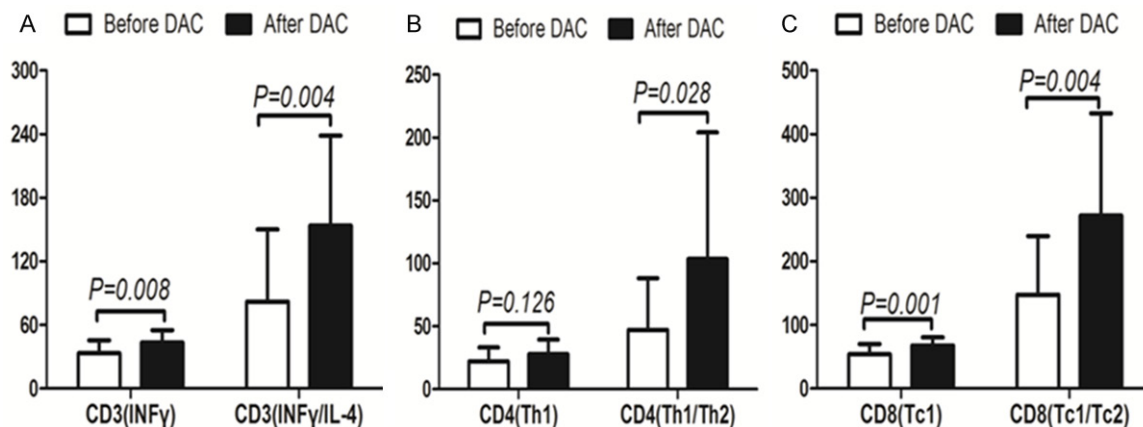 A
Before DAC
After DAC
300
240
180
120
60
0
P=0.008
P=0.004
CD3(INFγ)
CD3(INFγ/IL-4)
B
Before DAC
After DAC
250
200
150
100
50
0
P=0.126
P=0.028
CD4(Th1)
CD4(Th1/Th2)
C
Before DAC
After DAC
500
400
300
200
100
0
P=0.001
P=0.004
CD8(Tc1)
CD8(Tc1/Tc2)